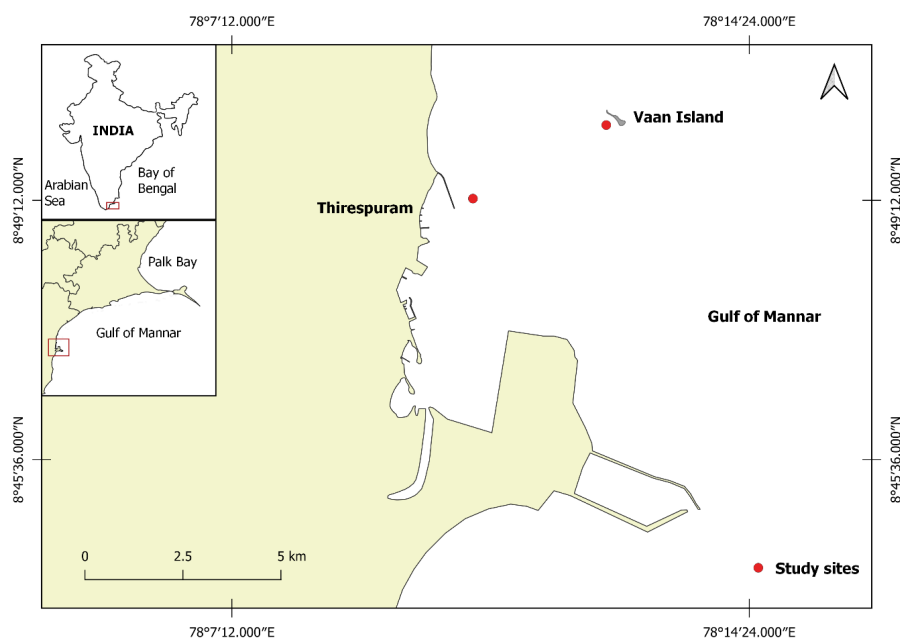 78°7′12.000″E
78°14′24.000″E
INDIA
Arabian
Sea
Bay of
Bengal
Vaan Island
8°49′12.000″N
8°49′12.000″N
Thirespuram
Palk Bay
Gulf of Mannar
Gulf of Mannar
8°45′36.000″N
8°45′36.000″N
0
2.5
5 km
Study sites
78°7′12.000″E
78°14′24.000″E